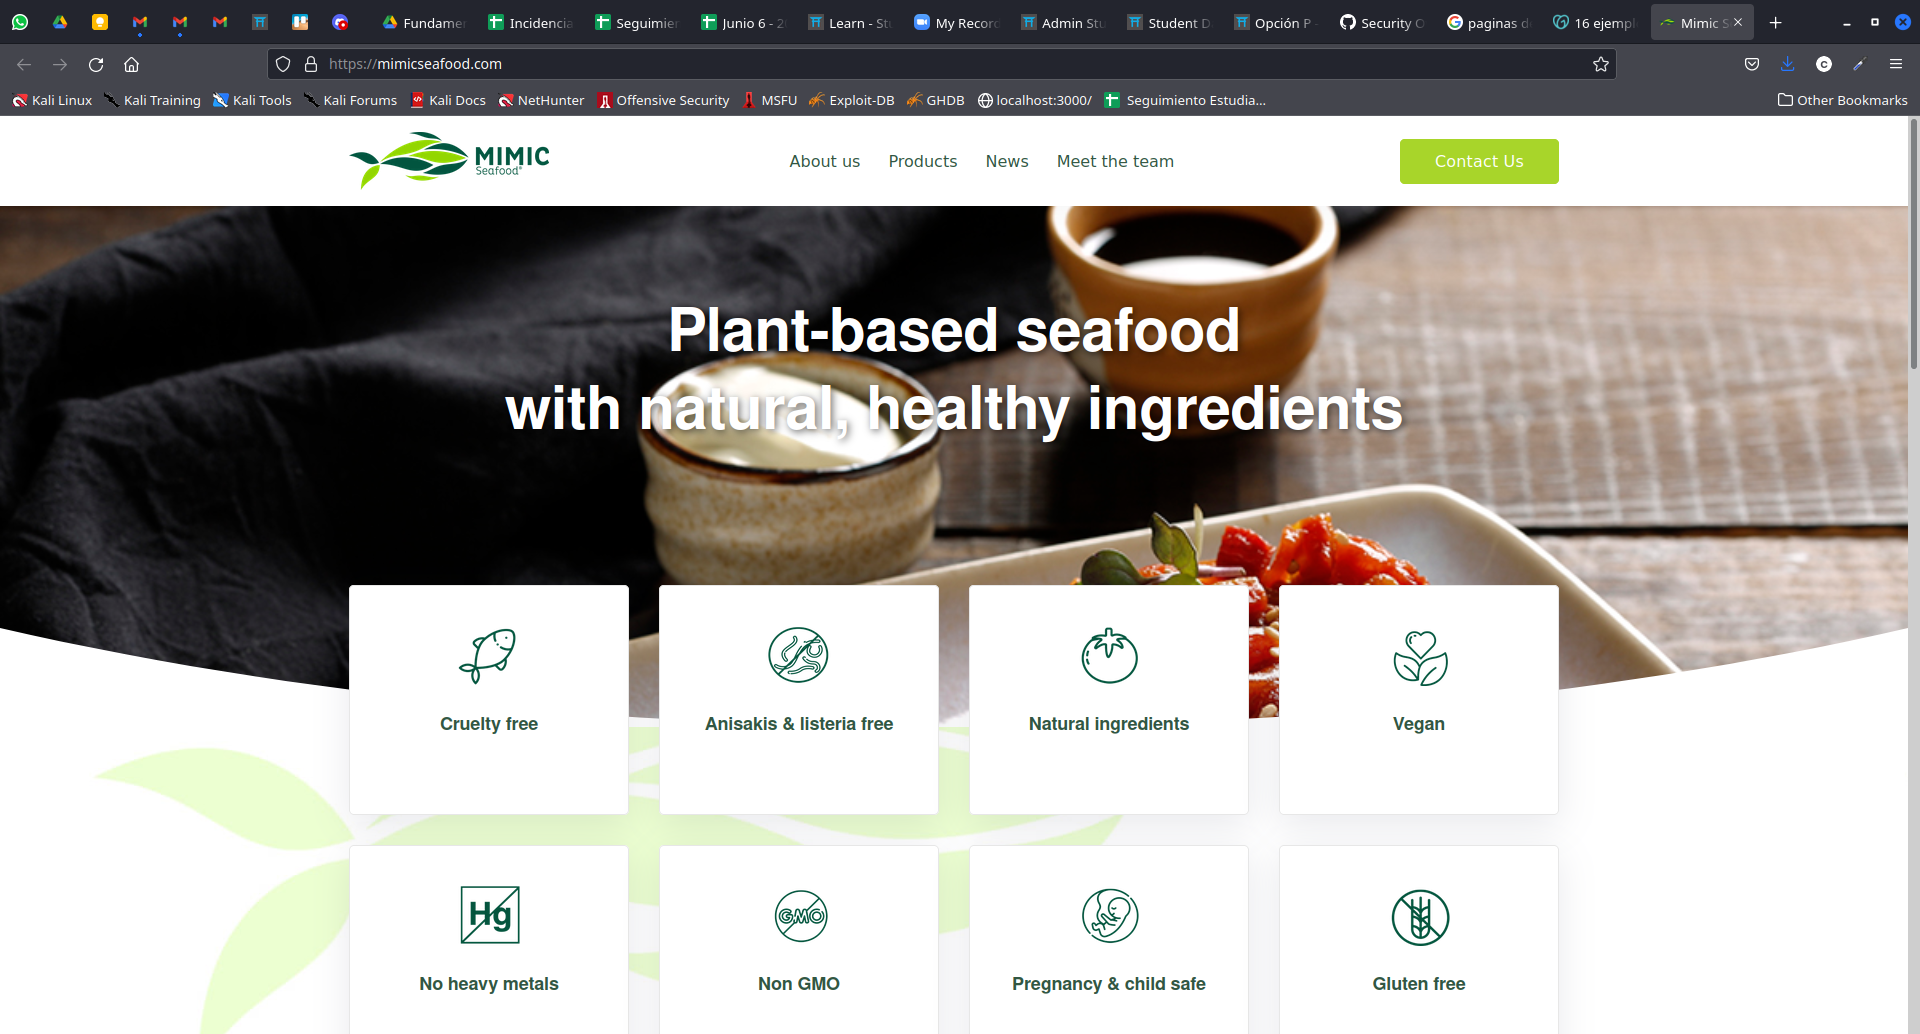 Fundame
Incidencia
Seguimie
Junio 6 - 2
Learn - St
My Record
Admin Stu
Student D
Opción P -
Security O
paginas d
16 ejempl
Mimic S
https://mimicseafood.com
Kali Linux
Kali Training
Kali Tools
Kali Forums
Kali Docs
NetHunter
Offensive Security
MSFU
Exploit-DB
GHDB
localhost:3000/
Seguimiento Estudia...
Other Bookmarks
MIMIC
Seafood®
About us
Products
News
Meet the team
Contact Us
Plant-based seafood
with natural, healthy ingredients
Cruelty free
Anisakis & listeria free
Natural ingredients
Vegan
Hg
GMO
No heavy metals
Non GMO
Pregnancy & child safe
Gluten free